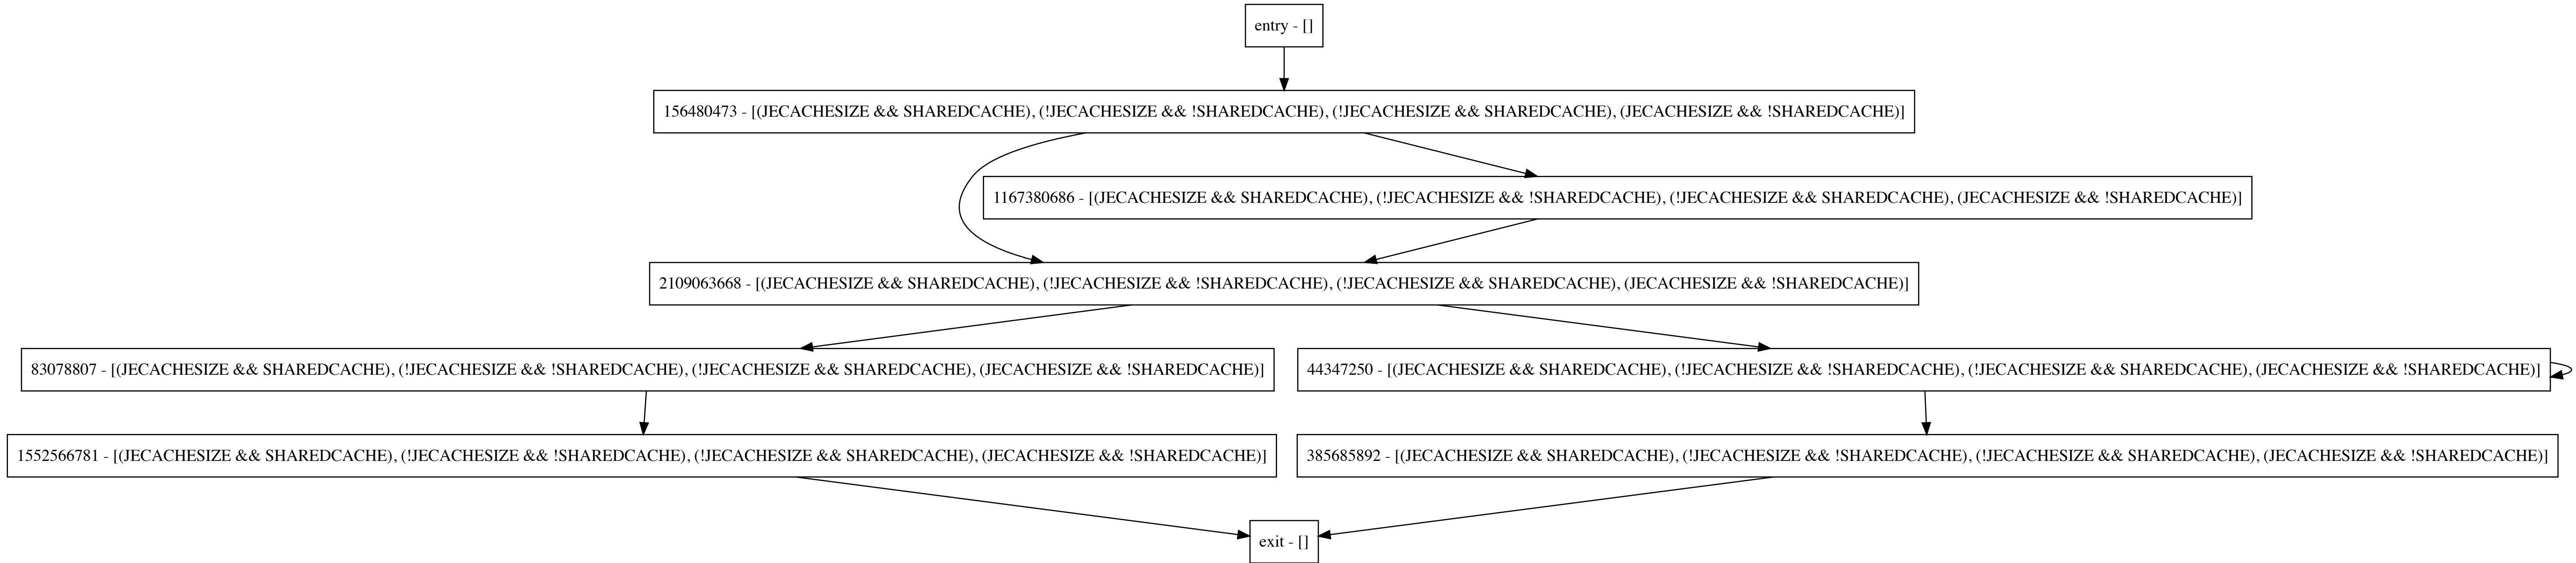 entry - []
156480473 - [(JECACHESIZE && SHAREDCACHE), (!JECACHESIZE && !SHAREDCACHE), (!JECACHESIZE && SHAREDCACHE), (JECACHESIZE && !SHAREDCACHE)]
1167380686 - [(JECACHESIZE && SHAREDCACHE), (!JECACHESIZE && !SHAREDCACHE), (!JECACHESIZE && SHAREDCACHE), (JECACHESIZE && !SHAREDCACHE)]
2109063668 - [(JECACHESIZE && SHAREDCACHE), (!JECACHESIZE && !SHAREDCACHE), (!JECACHESIZE && SHAREDCACHE), (JECACHESIZE && !SHAREDCACHE)]
83078807 - [(JECACHESIZE && SHAREDCACHE), (!JECACHESIZE && !SHAREDCACHE), (!JECACHESIZE && SHAREDCACHE), (JECACHESIZE && !SHAREDCACHE)]
44347250 - [(JECACHESIZE && SHAREDCACHE), (!JECACHESIZE && !SHAREDCACHE), (!JECACHESIZE && SHAREDCACHE), (JECACHESIZE && !SHAREDCACHE)]
1552566781 - [(JECACHESIZE && SHAREDCACHE), (!JECACHESIZE && !SHAREDCACHE), (!JECACHESIZE && SHAREDCACHE), (JECACHESIZE && !SHAREDCACHE)]
385685892 - [(JECACHESIZE && SHAREDCACHE), (!JECACHESIZE && !SHAREDCACHE), (!JECACHESIZE && SHAREDCACHE), (JECACHESIZE && !SHAREDCACHE)]
exit - []